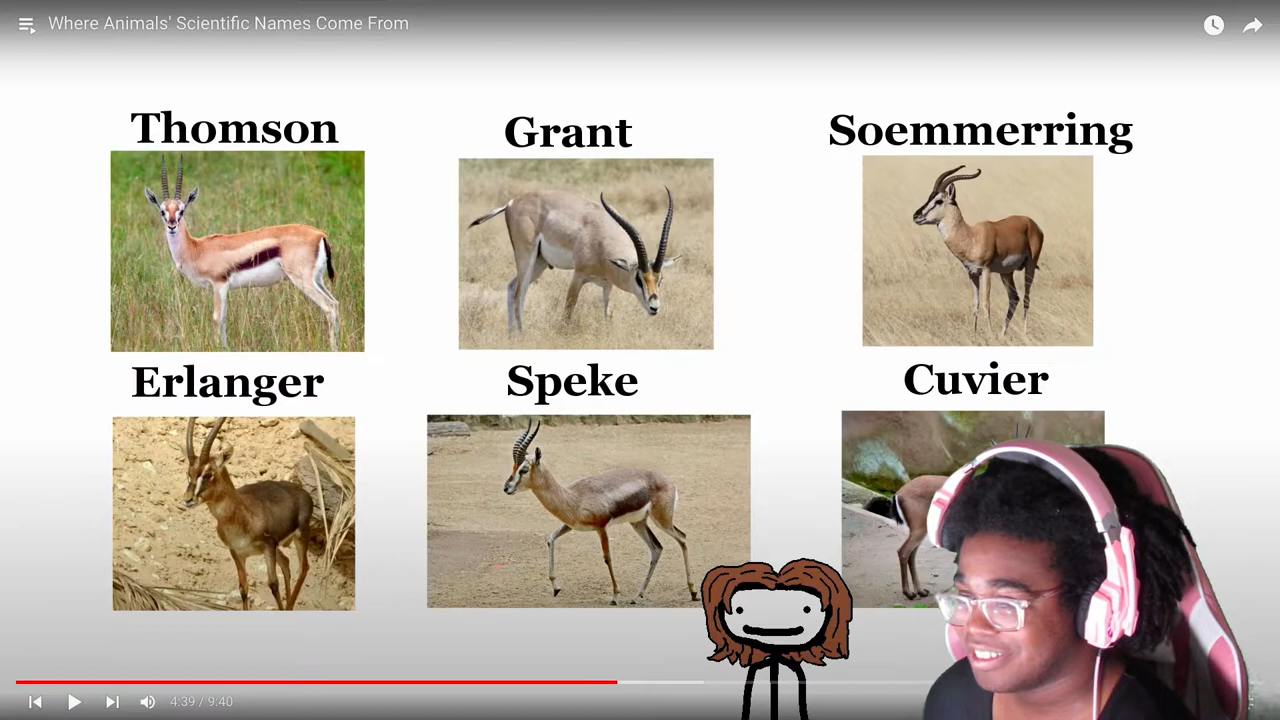 Where Animals' Scientific Names Come From
Thomson
Grant
Soemmerring
Erlanger
Speke
Cuvier
4:39 / 9:40